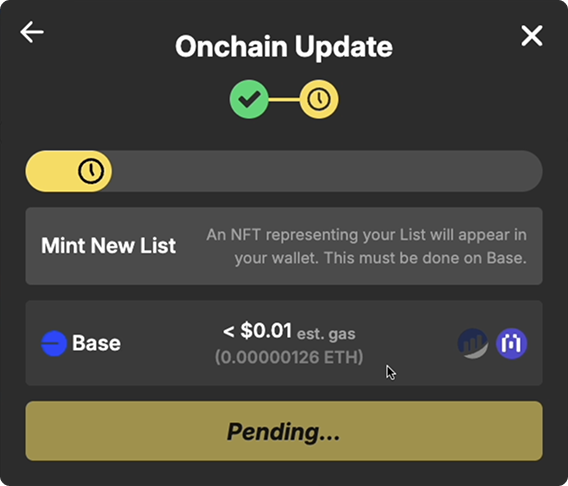 Onchain Update
Mint New List
An NFT representing your List will appear in
your wallet. This must be done on Base.
Base
< $0.01 est. gas
(0.00000126 ETH)
Pending...